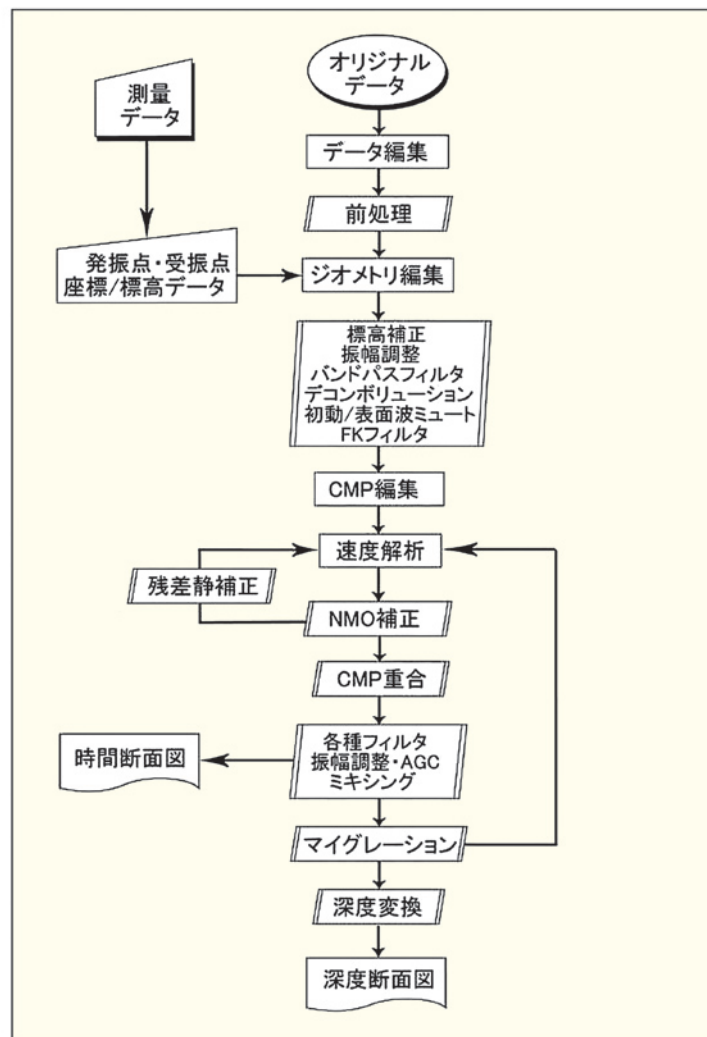 オリジナル
データ
測量
データ
データ編集
前処理
発振点・受振点
座標/標高データ
ジオメトリ編集
標高補正
振幅調整
バンドパスフィルタ
デコンボリューション
初動/表面波ミュート
FKフィルタ
CMP編集
速度解析
残差静補正
NMO補正
CMP重合
時間断面図
各種フィルタ
振幅調整・AGC
ミキシング
マイグレーション
深度変換
深度断面図